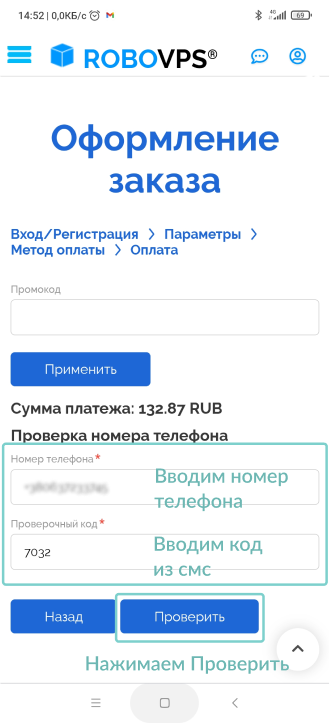 14:52 | 0,0КБ/с
4G
69
ROBOVPS®
Оформление
заказа
Вход/Регистрация > Параметры >
Метод оплаты > Оплата
Промокод
Применить
Сумма платежа: 132.87 RUB
Проверка номера телефона
Номер телефона*
Вводим номер
телефона
Проверочный код*
7032
Вводим код
из смс
Назад
Проверить
Нажимаем Проверить